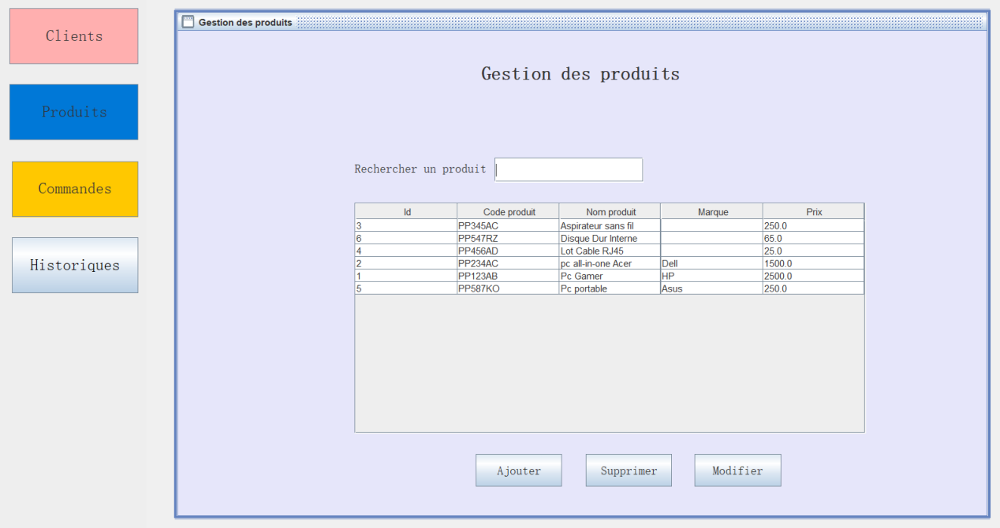 Clients
Produits
Commandes
Historiques
Gestion des produits
Gestion des produits
Rechercher un produit
Id Code produit Nom produit Marque Prix
3 PP345AC Aspirateur sans fil 250.0
6 PP547RZ Disque Dur Interne 65.0
4 PP456AD Lot Cable RJ45 25.0
2 PP234AC pc all-in-one Acer Dell 1500.0
1 PP123AB Pc Gamer HP 2500.0
5 PP587KO Pc portable Asus 250.0
Ajouter Supprimer Modifier